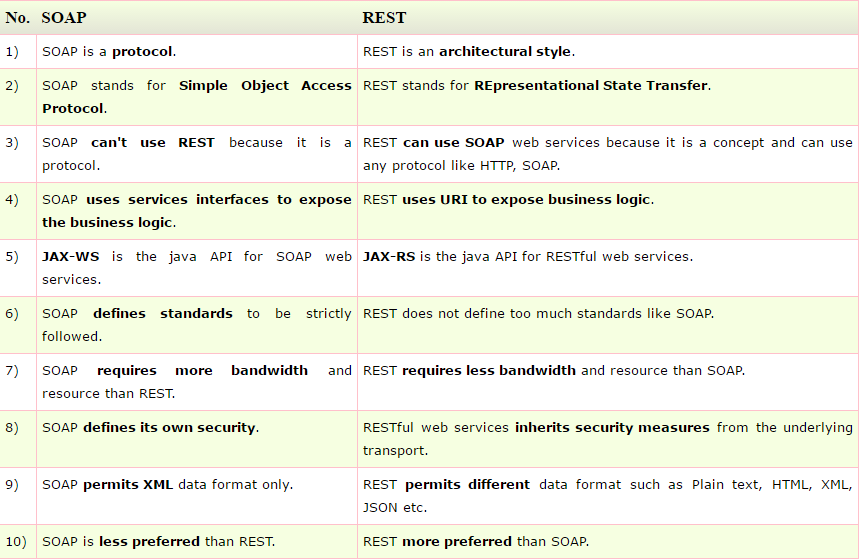 No. SOAP REST
1) SOAP is a protocol. REST is an architectural style.
2) SOAP stands for Simple Object Access REST stands for REpresentational State Transfer.
Protocol.
3) SOAP can't use REST because it is a REST can use SOAP web services because it is a concept and can use
protocol. any protocol like HTTP, SOAP.
4) SOAP uses services interfaces to expose REST uses URI to expose business logic.
the business logic.
5) JAX-WS is the java API for SOAP web JAX-RS is the java API for RESTful web services.
services.
6) SOAP defines standards to be strictly REST does not define too much standards like SOAP.
followed.
7) SOAP requires more bandwidth and REST requires less bandwidth and resource than SOAP.
resource than REST.
8) SOAP defines its own security. RESTful web services inherits security measures from the underlying
transport.
9) SOAP permits XML data format only. REST permits different data format such as Plain text, HTML, XML,
JSON etc.
10) SOAP is less preferred than REST. REST more preferred than SOAP.